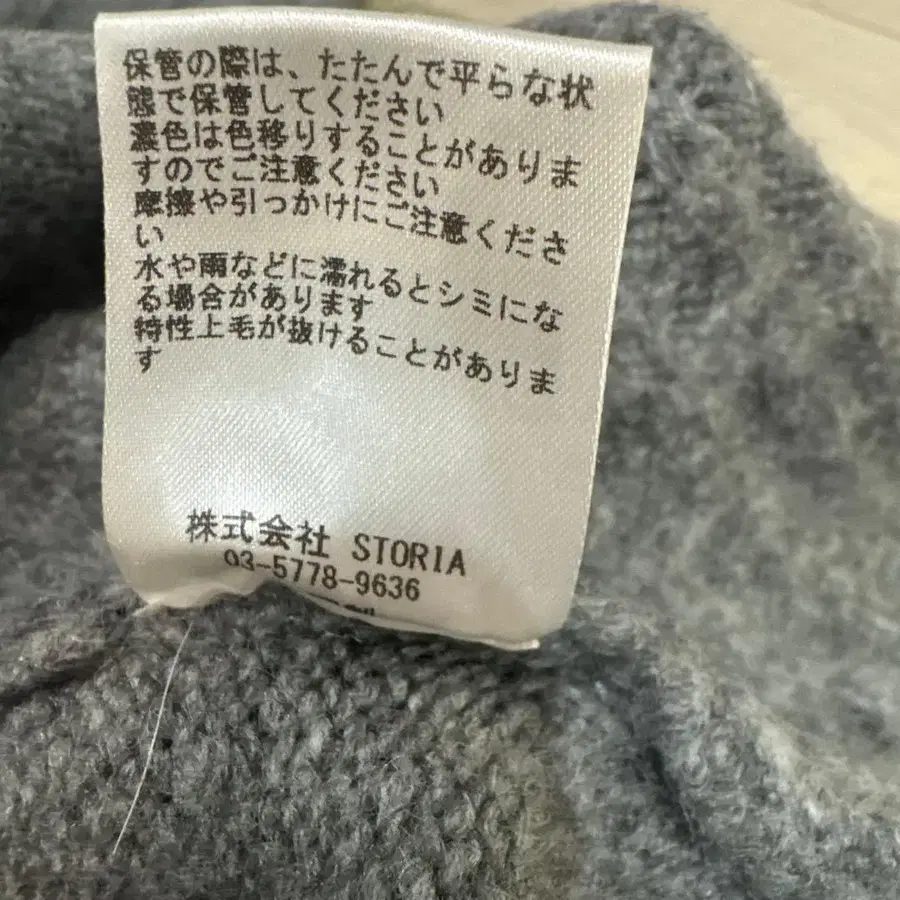 保管の際は、たたんで平らな状
態で保管してください
濃色は色移りすることがありま
すのでご注意ください
摩擦や引っかけにご注意くださ
い
水や雨などに濡れるとシミにな
る場合があります
特性上毛が抜けることがありま
す
株式会社 STORIA
03-5778-9636